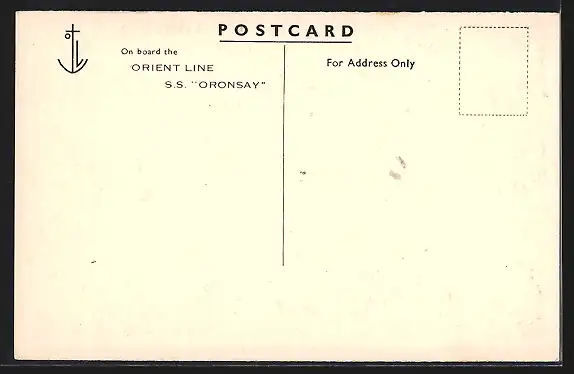 POSTCARD
On board the
ORIENT LINE
S.S. "ORONSAY"
For Address Only